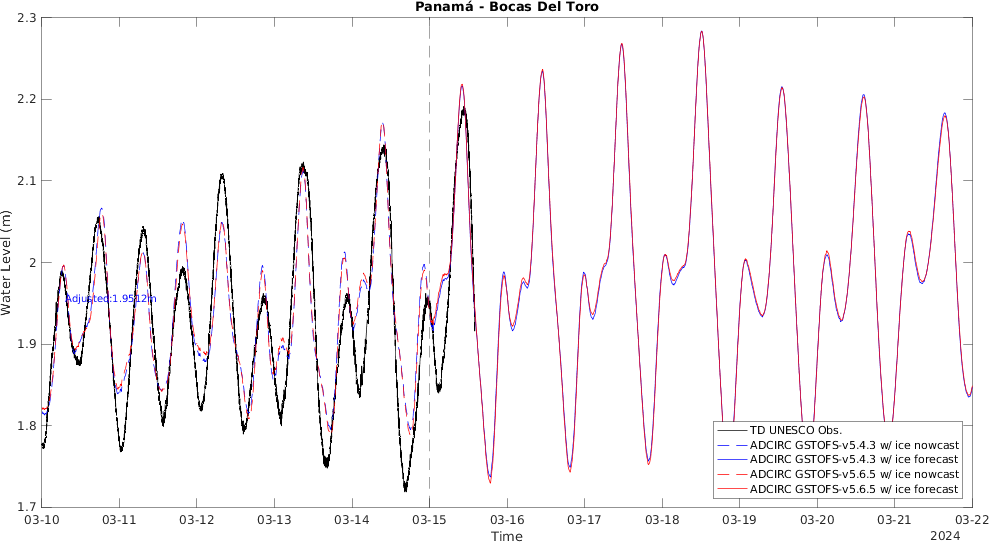 Panamá - Bocas Del Toro
2.3
2.2
2.1
2
1.9
1.8
1.7
Water Level (m)
Adjusted:1.9512m
TD UNESCO Obs.
ADCIRC GSTOFS-v5.4.3 w/ ice nowcast
ADCIRC GSTOFS-v5.4.3 w/ ice forecast
ADCIRC GSTOFS-v5.6.5 w/ ice nowcast
ADCIRC GSTOFS-v5.6.5 w/ ice forecast
03-10 03-11 03-12 03-13 03-14 03-15 03-16 03-17 03-18 03-19 03-20 03-21 03-22
Time
2024